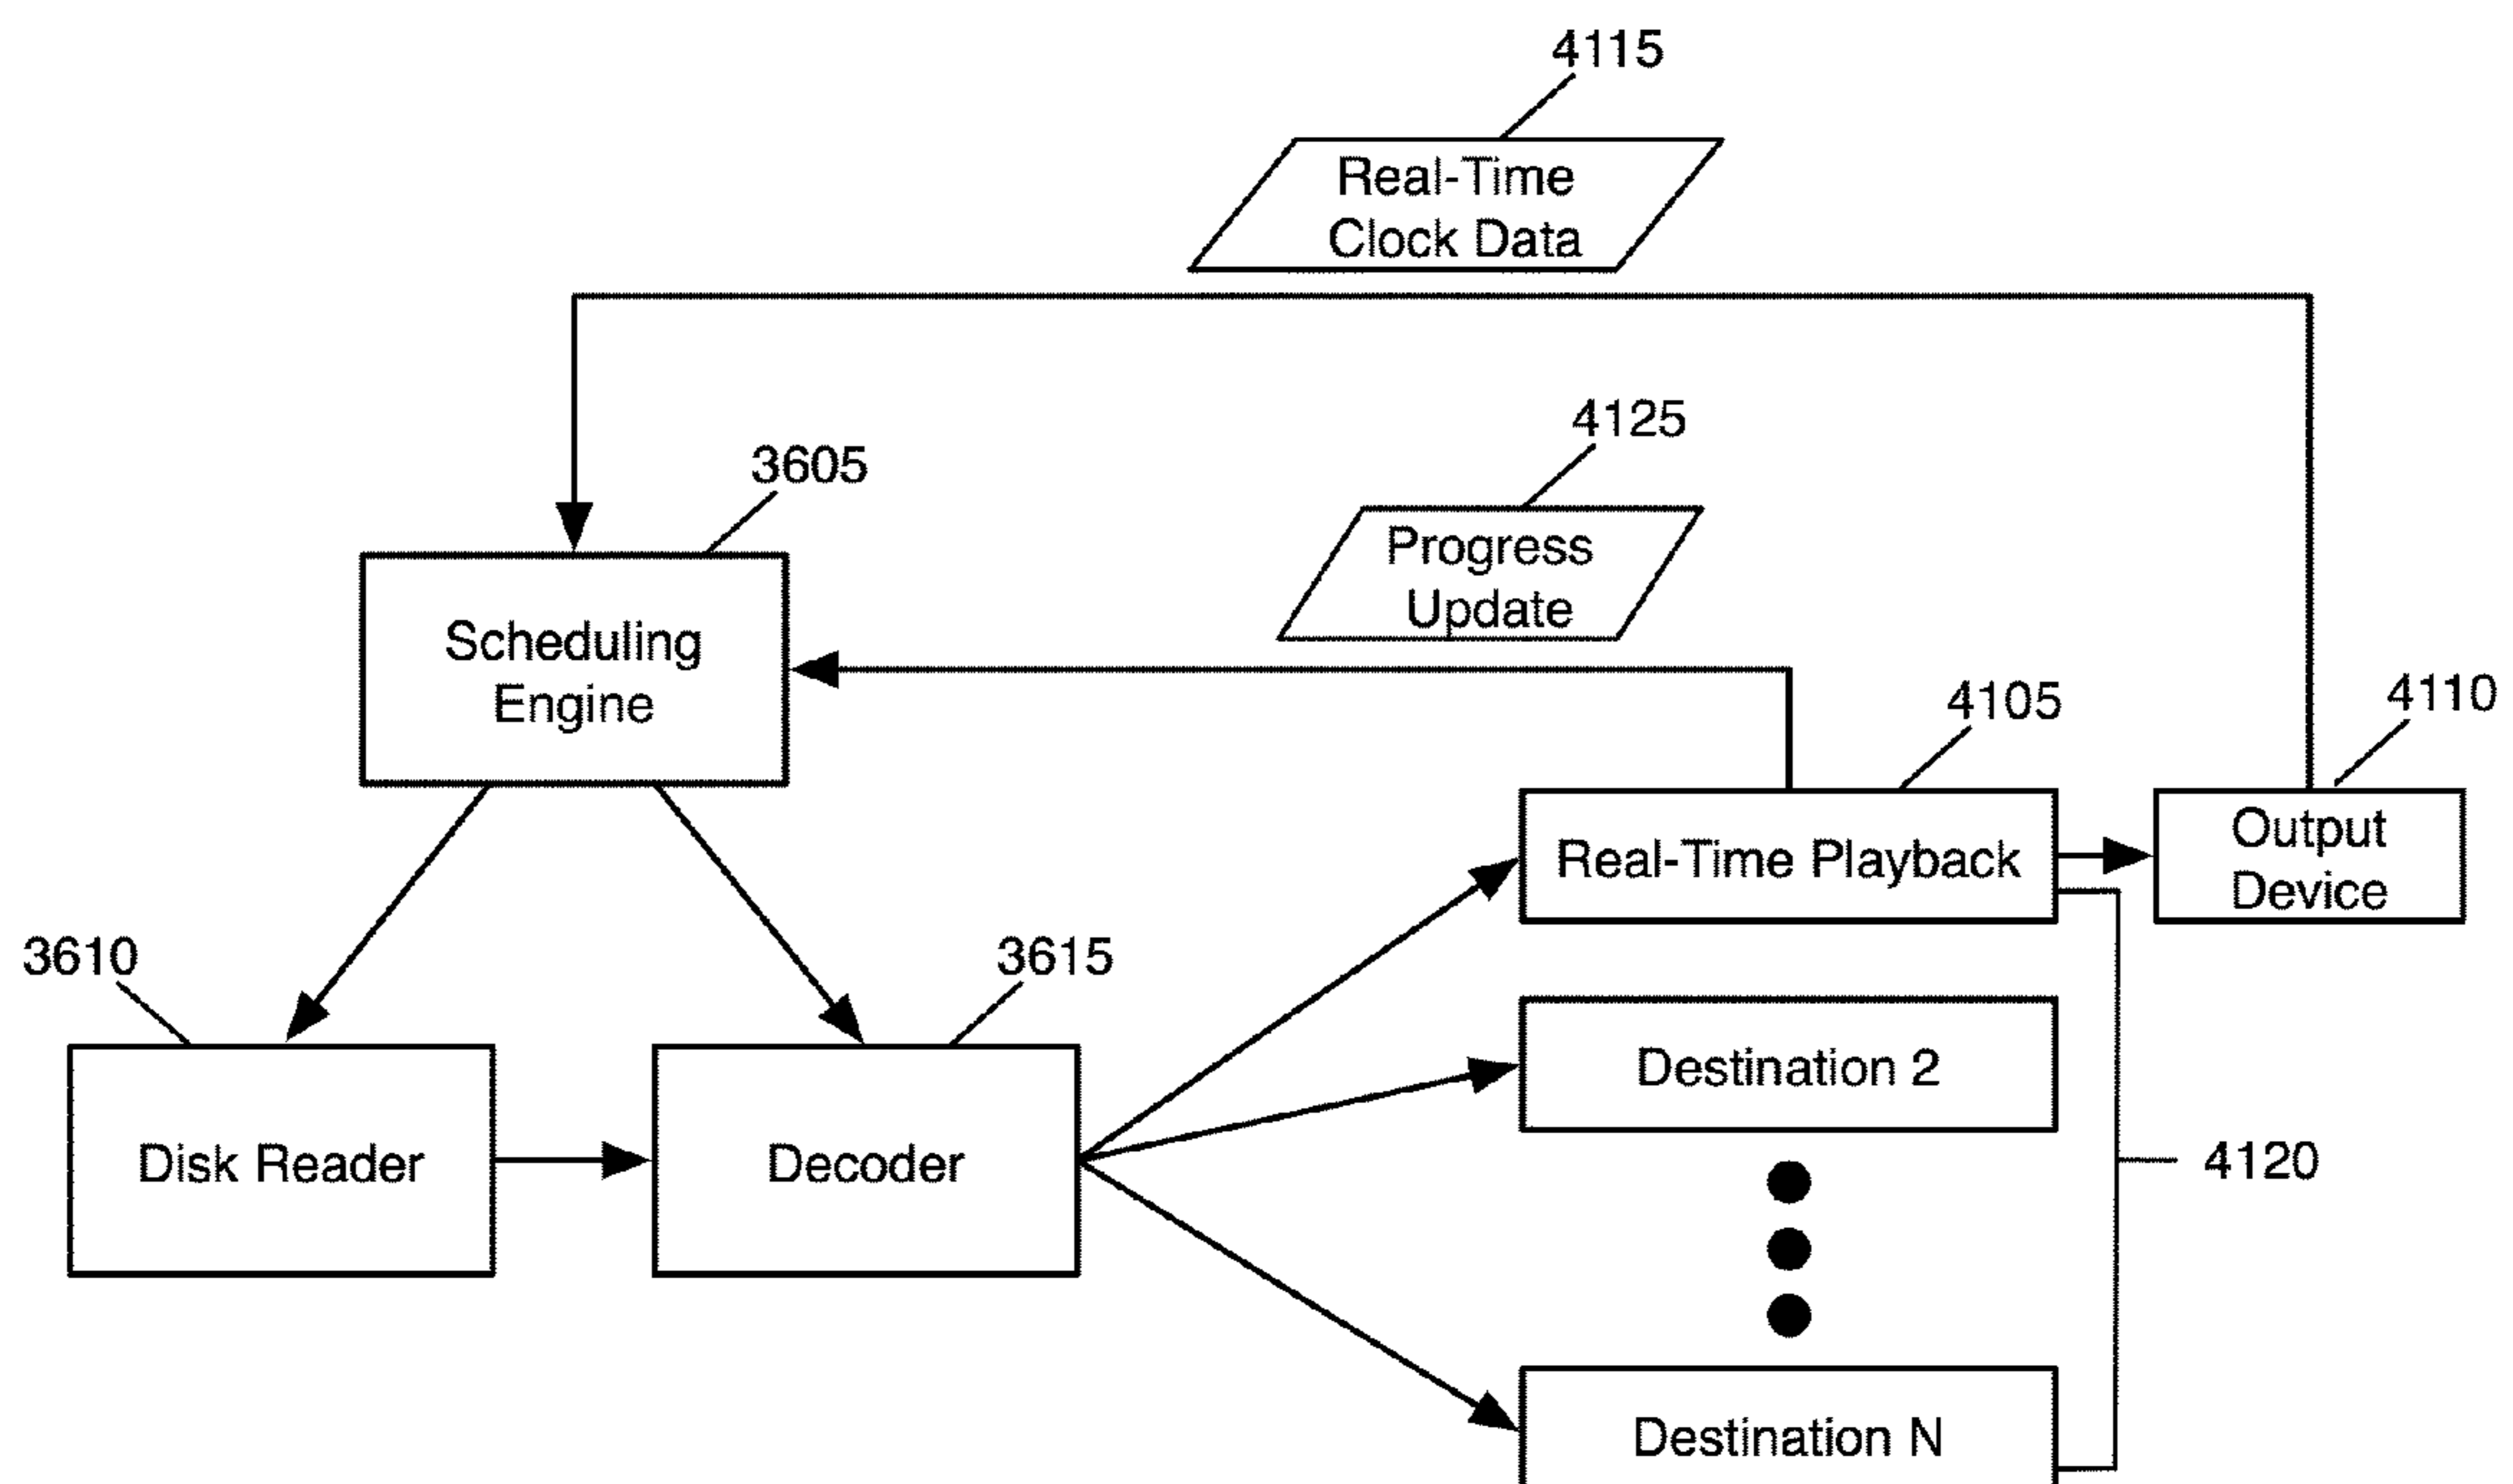 4115
Real-Time
Clock Data
4125
3605
Progress
Update
Scheduling
Engine
4105
4110
Real-Time Playback
Output
Device
3610
3615
Destination 2
Disk Reader
Decoder
4120
Destination N